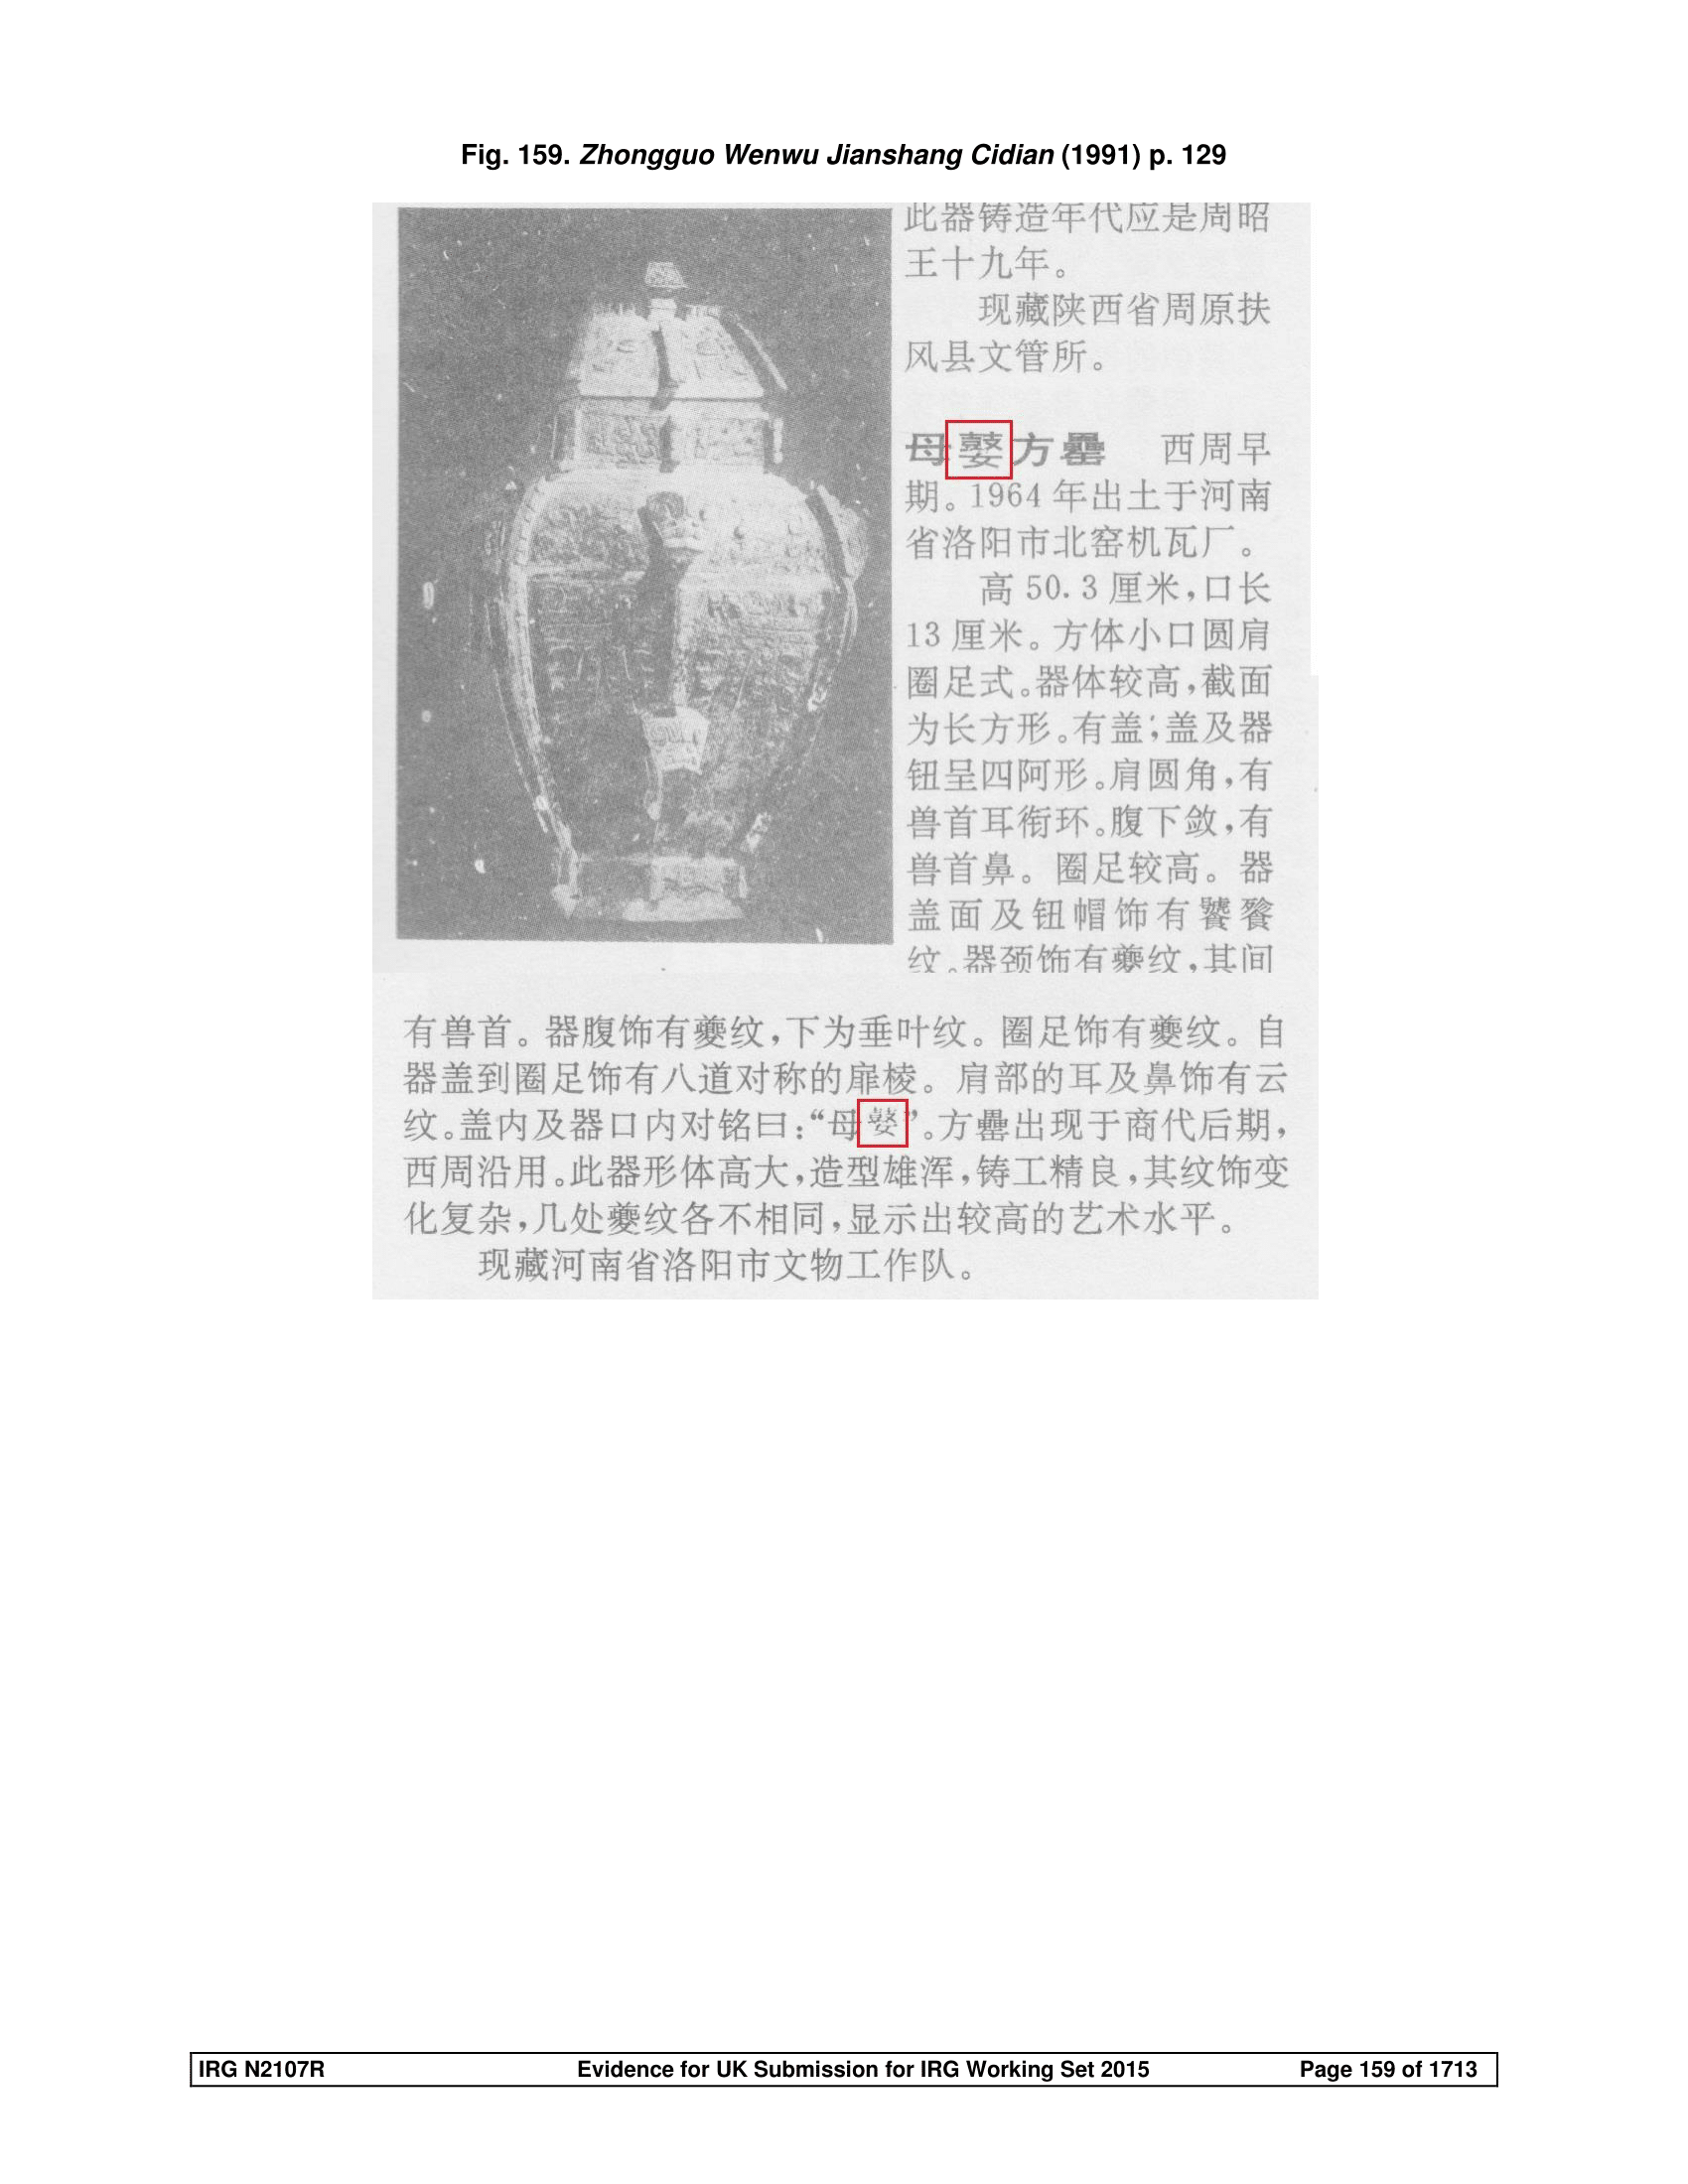 Fig. 159. Zhongguo Wenwu Jianshang Cidian (1991) p. 129
此器铸造年代应是周昭
王十九年。
现藏陕西省周原扶
风县文管所。
母方罍 西周早
期。1964年出土于河南
省洛阳市北窑机瓦厂。
高50.3厘米,口长
13厘米。方体小口圆肩
圈足式。器体较高,截面
为长方形。有盖;盖及器
钮呈四阿形。肩圆角,有
兽首耳衔环。腹下敛,有
兽首鼻。圈足较高。器
盖面及钮帽饰有饕餮
纹。器颈饰有夔纹,其间
有兽首。器腹饰有夔纹,下为垂叶纹。圈足饰有夔纹。自
器盖到圈足饰有八道对称的扉棱。肩部的耳及鼻饰有云
纹。盖内及器口内对铭曰:“母”。方罍出现于商代后期,
西周沿用。此器形体高大,造型雄浑,铸工精良,其纹饰变
化复杂,几处夔纹各不相同,显示出较高的艺术水平。
现藏河南省洛阳市文物工作队。
IRG N2107R Evidence for UK Submission for IRG Working Set 2015 Page 159 of 1713